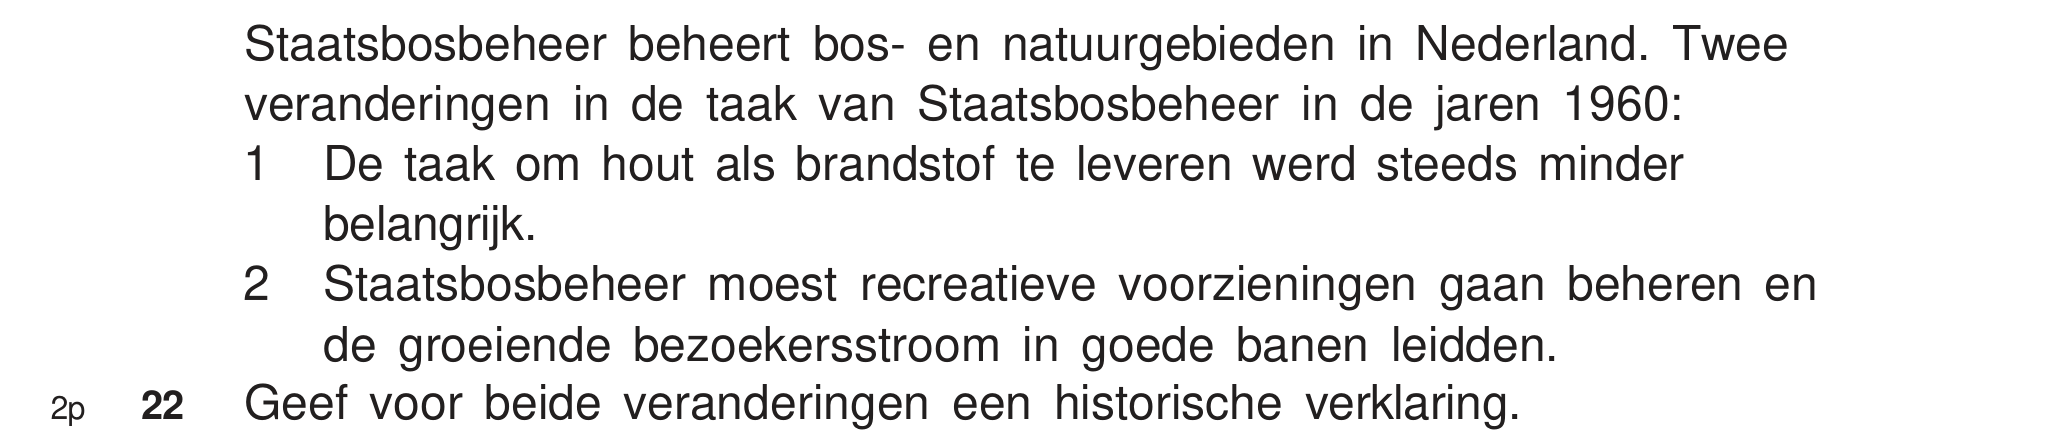 Staatsbosbeheer beheert bos- en natuurgebieden in Nederland. Twee
veranderingen in de taak van Staatsbosbeheer in de jaren 1960:
1 De taak om hout als brandstof te leveren werd steeds minder
belangrijk.
2 Staatsbosbeheer moest recreatieve voorzieningen gaan beheren en
de groeiende bezoekersstroom in goede banen leidden.
2p 22 Geef voor beide veranderingen een historische verklaring.